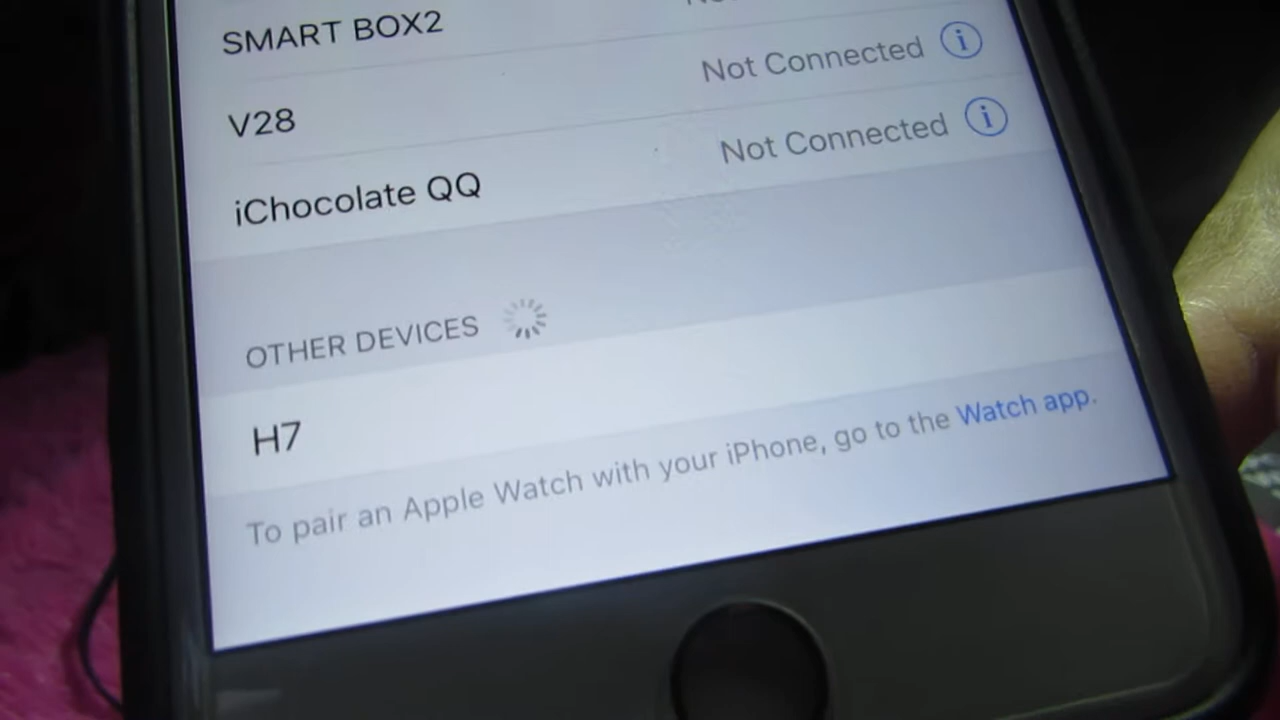 SMART BOX2
V28 Not Connected
iChocolate QQ Not Connected
OTHER DEVICES
H7
To pair an Apple Watch with your iPhone, go to the Watch app.